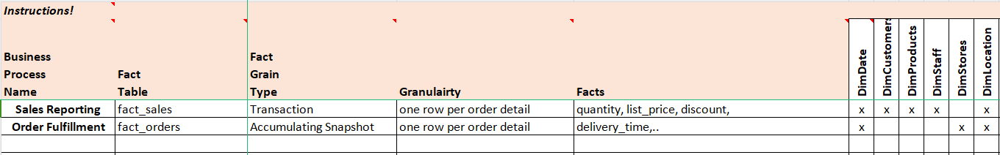 Instructions!
Business Process Name
Fact Table
Fact Grain Type
Granulairty
Facts
DimDate
DimCustomers
DimProducts
DimStaff
DimStores
DimLocation
Sales Reporting fact_sales Transaction one row per order detail quantity, list_price, discount, x x x x x
Order Fulfillment fact_orders Accumulating Snapshot one row per order detail delivery_time,.. x x x